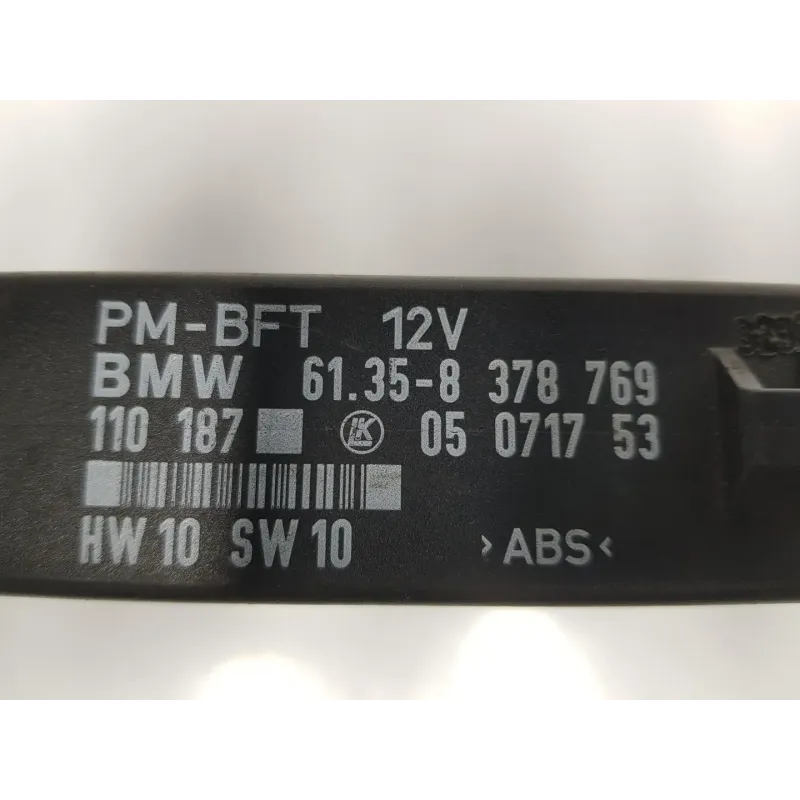 PM-BFT 12V
BMW 61.35-8 378 769
110 187 LK 05 0717 53
HW 10 SW 10 >ABS<